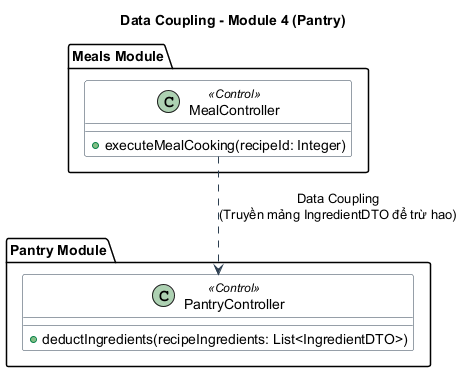 Data Coupling - Module 4 (Pantry)
Meals Module
C
«Control»
MealController
executeMealCooking(recipeId: Integer)
Data Coupling
(Truyền mảng IngredientDTO để trừ hao)
Pantry Module
C
«Control»
PantryController
deductIngredients(recipeIngredients: List<IngredientDTO>)